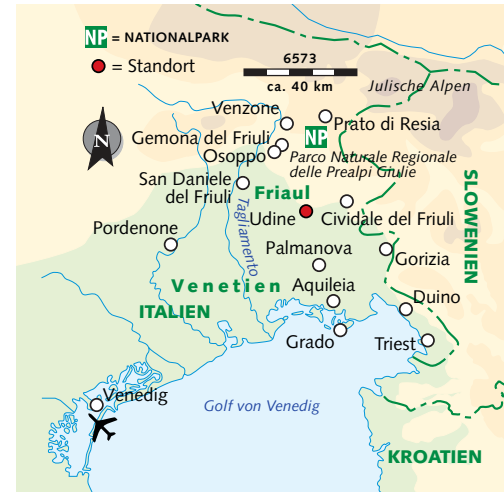 NP = NATIONALPARK
= Standort
6573
ca. 40 km
Julische Alpen
N
Venzone
Prato di Resia
Gemona del Friuli
NP
Osoppo
Parco Naturale Regionale
delle Prealpi Giulie
San Daniele
del Friuli
Friaul
SLOWENIEN
Tagliamento
Udine
Cividale del Friuli
Pordenone
Palmanova
Gorizia
Venetien
Aquileia
Duino
ITALIEN
Grado
Triest
Venedig
Golf von Venedig
KROATIEN